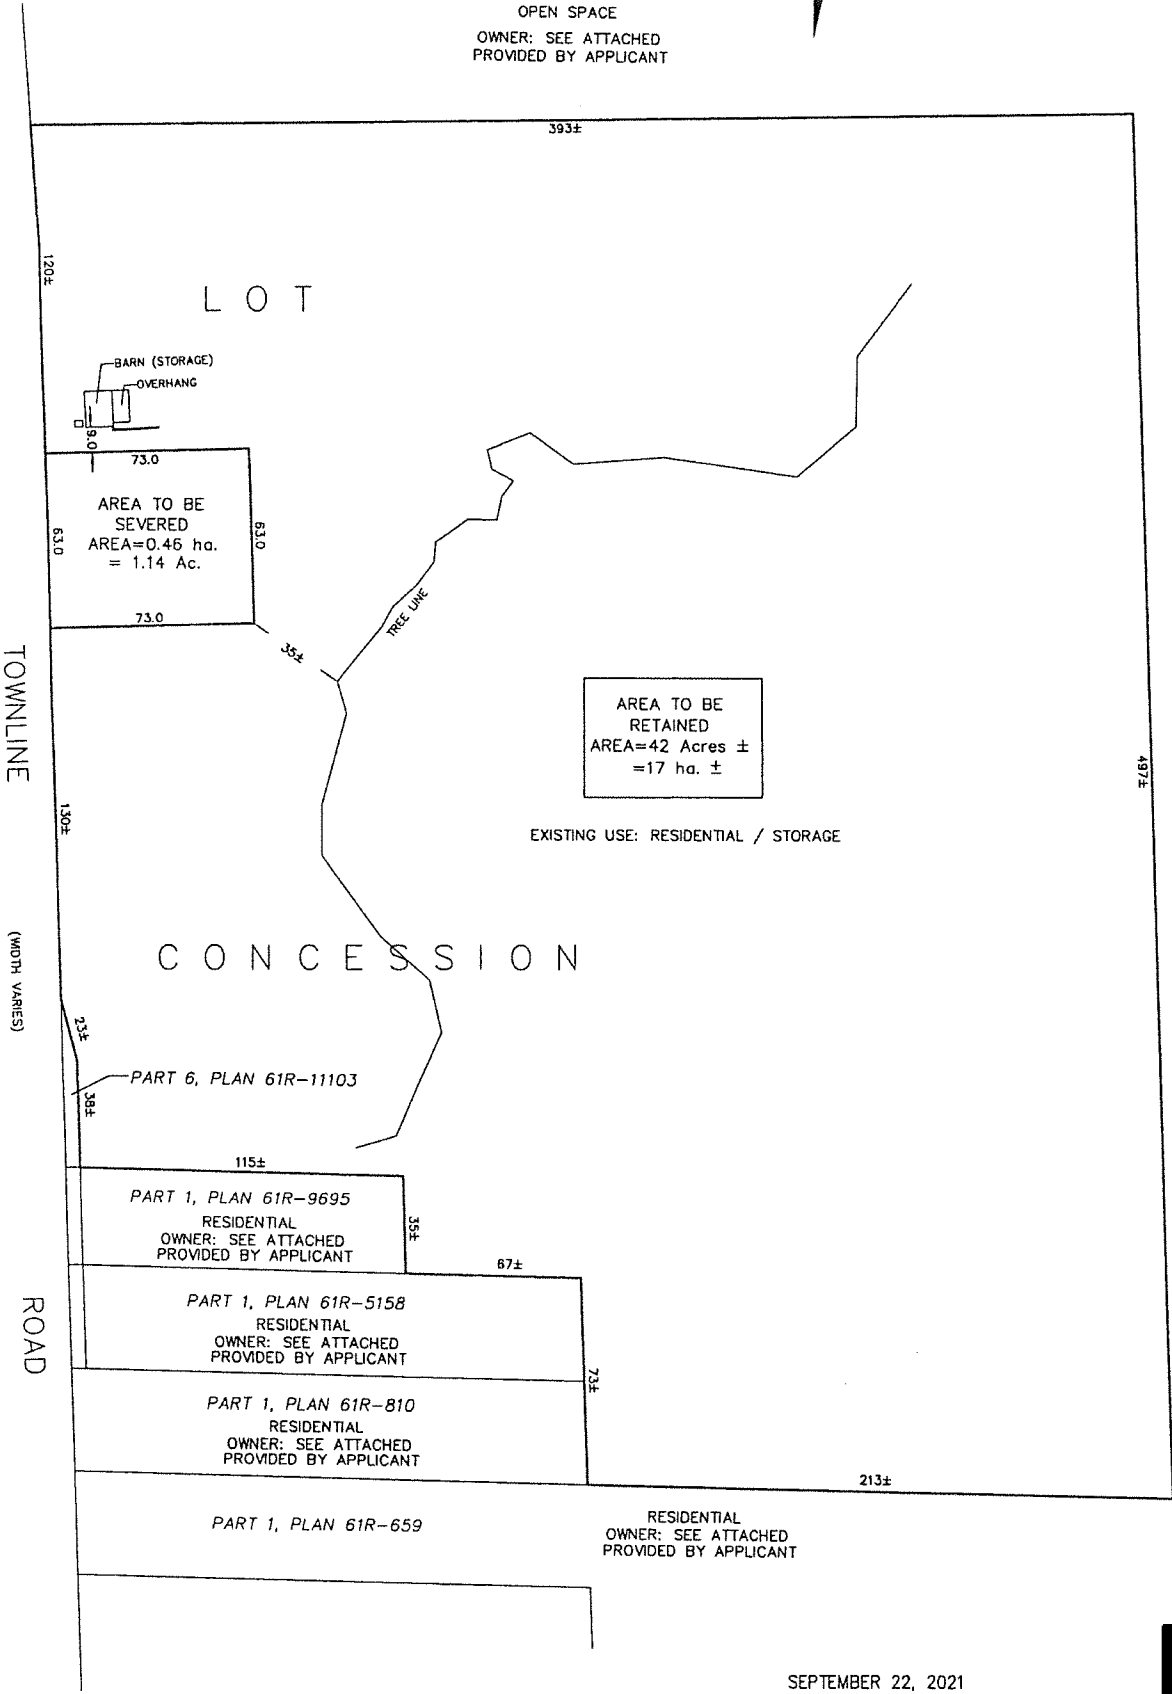 OPEN SPACE
OWNER: SEE ATTACHED
PROVIDED BY APPLICANT
393±
120±
LOT
BARN (STORAGE)
OVERHANG
9.0
73.0
AREA TO BE
SEVERED
AREA=0.46 ha.
= 1.14 Ac.
63.0
63.0
73.0
35±
TREE LINE
AREA TO BE
RETAINED
AREA=42 Acres ±
=17 ha. ±
497±
EXISTING USE: RESIDENTIAL / STORAGE
TOWNLINE
130±
CONCESSION
(WIDTH VARIES)
23±
PART 6, PLAN 61R-11103
38±
115±
PART 1, PLAN 61R-9695
RESIDENTIAL
OWNER: SEE ATTACHED
PROVIDED BY APPLICANT
35±
67±
PART 1, PLAN 61R-5158
RESIDENTIAL
OWNER: SEE ATTACHED
PROVIDED BY APPLICANT
ROAD
73±
PART 1, PLAN 61R-810
RESIDENTIAL
OWNER: SEE ATTACHED
PROVIDED BY APPLICANT
213±
PART 1, PLAN 61R-659
RESIDENTIAL
OWNER: SEE ATTACHED
PROVIDED BY APPLICANT
SEPTEMBER 22, 2021